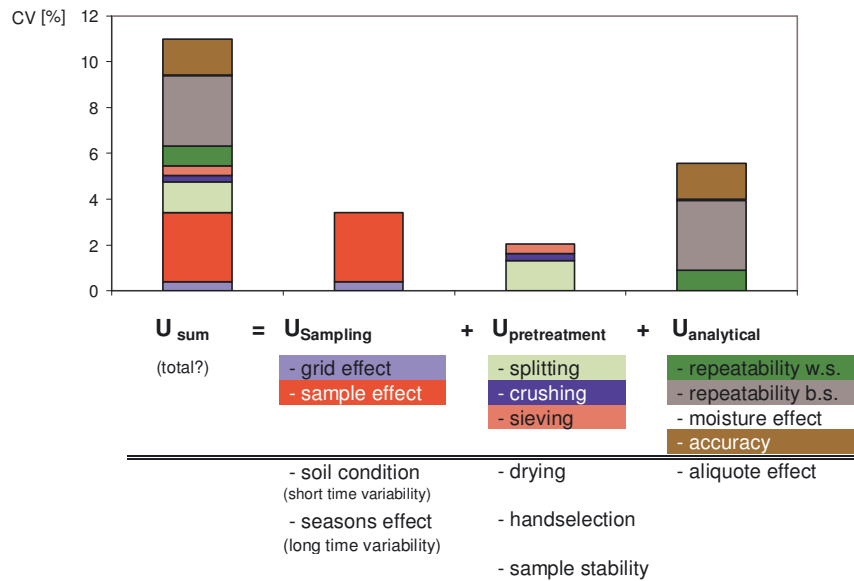 CV [%]
12
10
8
6
4
2
0
U sum = USampling + Upretreatment + Uanalytical
(total?)
- grid effect
- sample effect
- splitting
- crushing
- sieving
- repeatability w.s.
- repeatability b.s.
- moisture effect
- accuracy
- soil condition
(short time variability)
- seasons effect
(long time variability)
- drying
- handselection
- sample stability
- aliquote effect